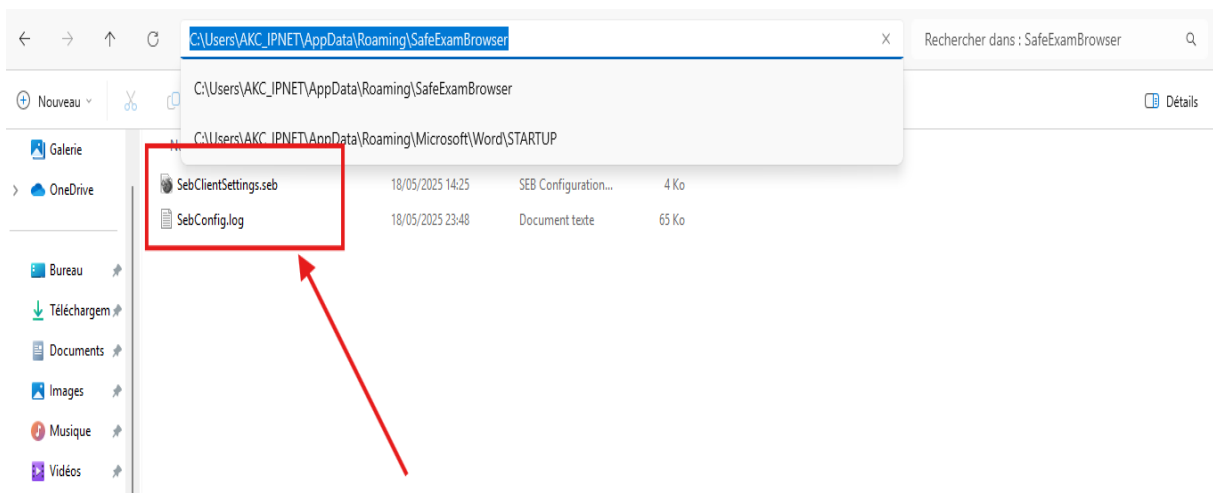 C:\Users\AKC_IPNET\AppData\Roaming\SafeExamBrowser
Rechercher dans : SafeExamBrowser
C:\Users\AKC_IPNET\AppData\Roaming\SafeExamBrowser
Nouveau
Détails
C:\Users\AKC_IPNET\AppData\Roaming\Microsoft\Word\STARTUP
Galerie
SebClientSettings.seb 18/05/2025 14:25 SEB Configuration... 4 Ko
OneDrive
SebConfig.log 18/05/2025 23:48 Document texte 65 Ko
Bureau
Téléchargem
Documents
Images
Musique
Vidéos